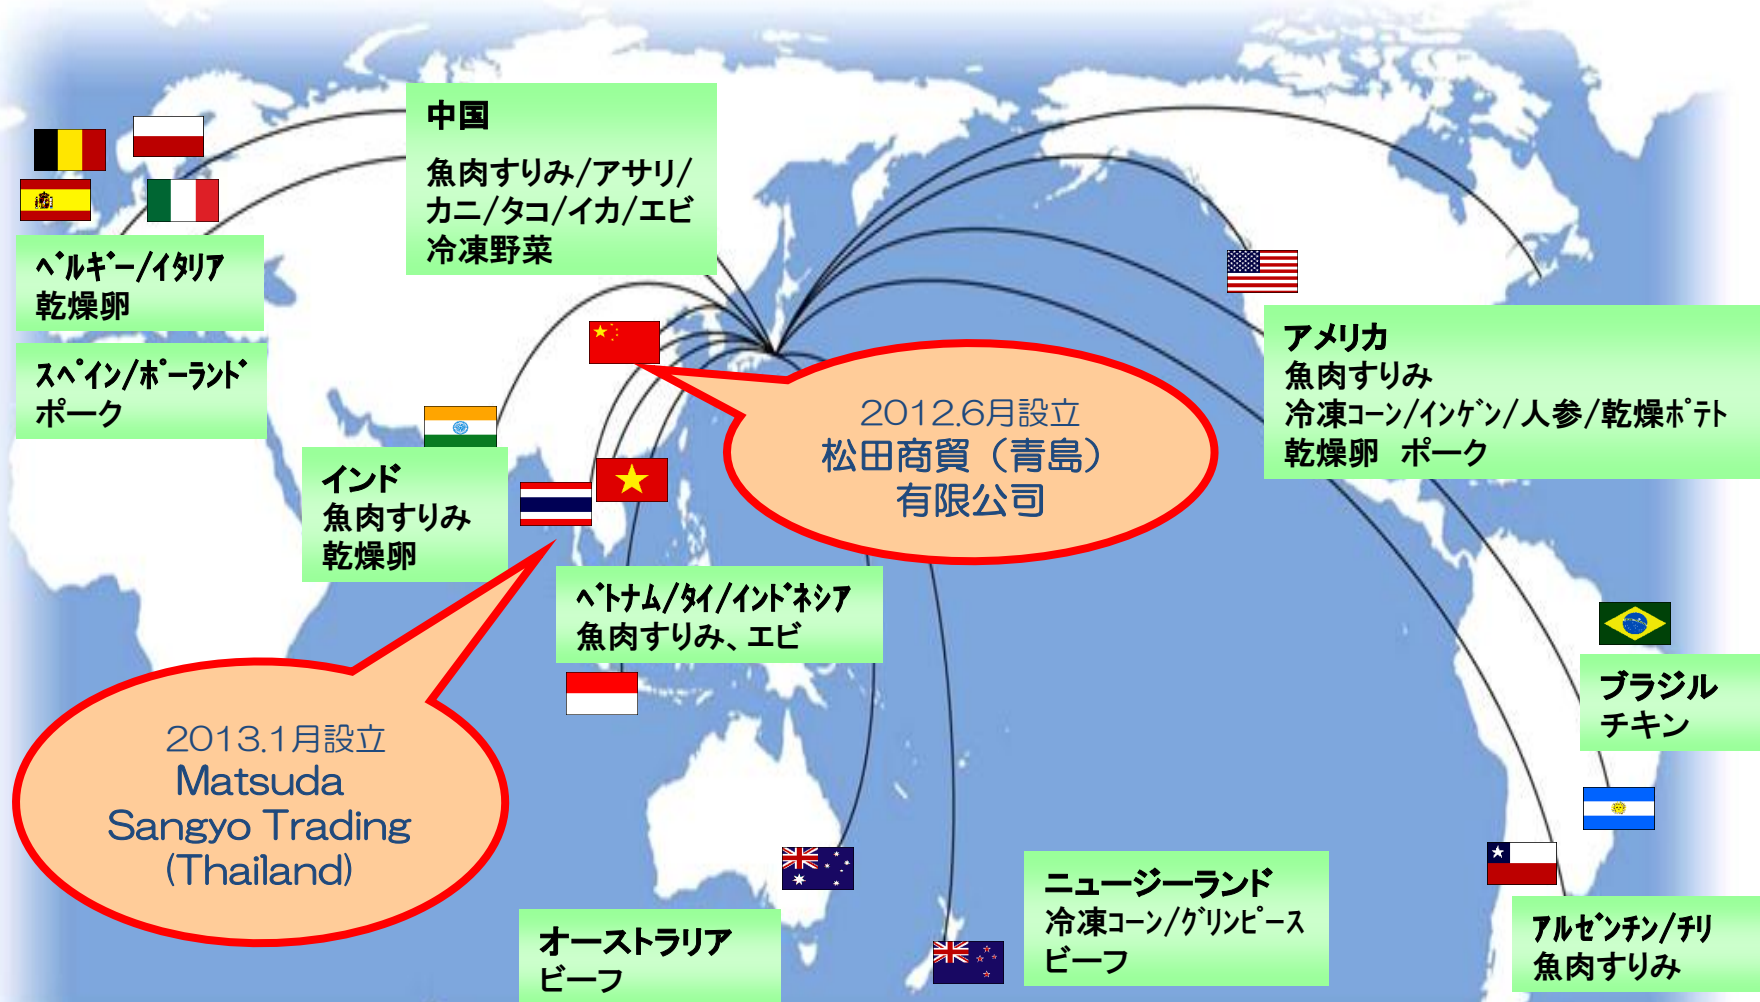 中国
魚肉すりみ/アサリ/
カニ/タコ/イカ/エビ
冷凍野菜
ﾍﾞﾙｷﾞｰ/ｲﾀﾘｱ
乾燥卵
ｽﾍﾟｲﾝ/ﾎﾟｰﾗﾝﾄﾞ
ポーク
インド
魚肉すりみ
乾燥卵
ﾍﾞﾄﾅﾑ/ﾀｲ/ｲﾝﾄﾞﾈｼｱ
魚肉すりみ、エビ
2012.6月設立
松田商貿（青島）
有限公司
アメリカ
魚肉すりみ
冷凍ｺｰﾝ/ｲﾝｹﾞﾝ/人参/乾燥ﾎﾟﾃﾄ
乾燥卵　ポーク
2013.1月設立
Matsuda
Sangyo Trading
(Thailand)
オーストラリア
ビーフ
ニュージーランド
冷凍ｺｰﾝ/ｸﾞﾘﾝﾋﾟｰｽ
ビーフ
ブラジル
チキン
ｱﾙｾﾞﾝﾁﾝ/ﾁﾘ
魚肉すりみ